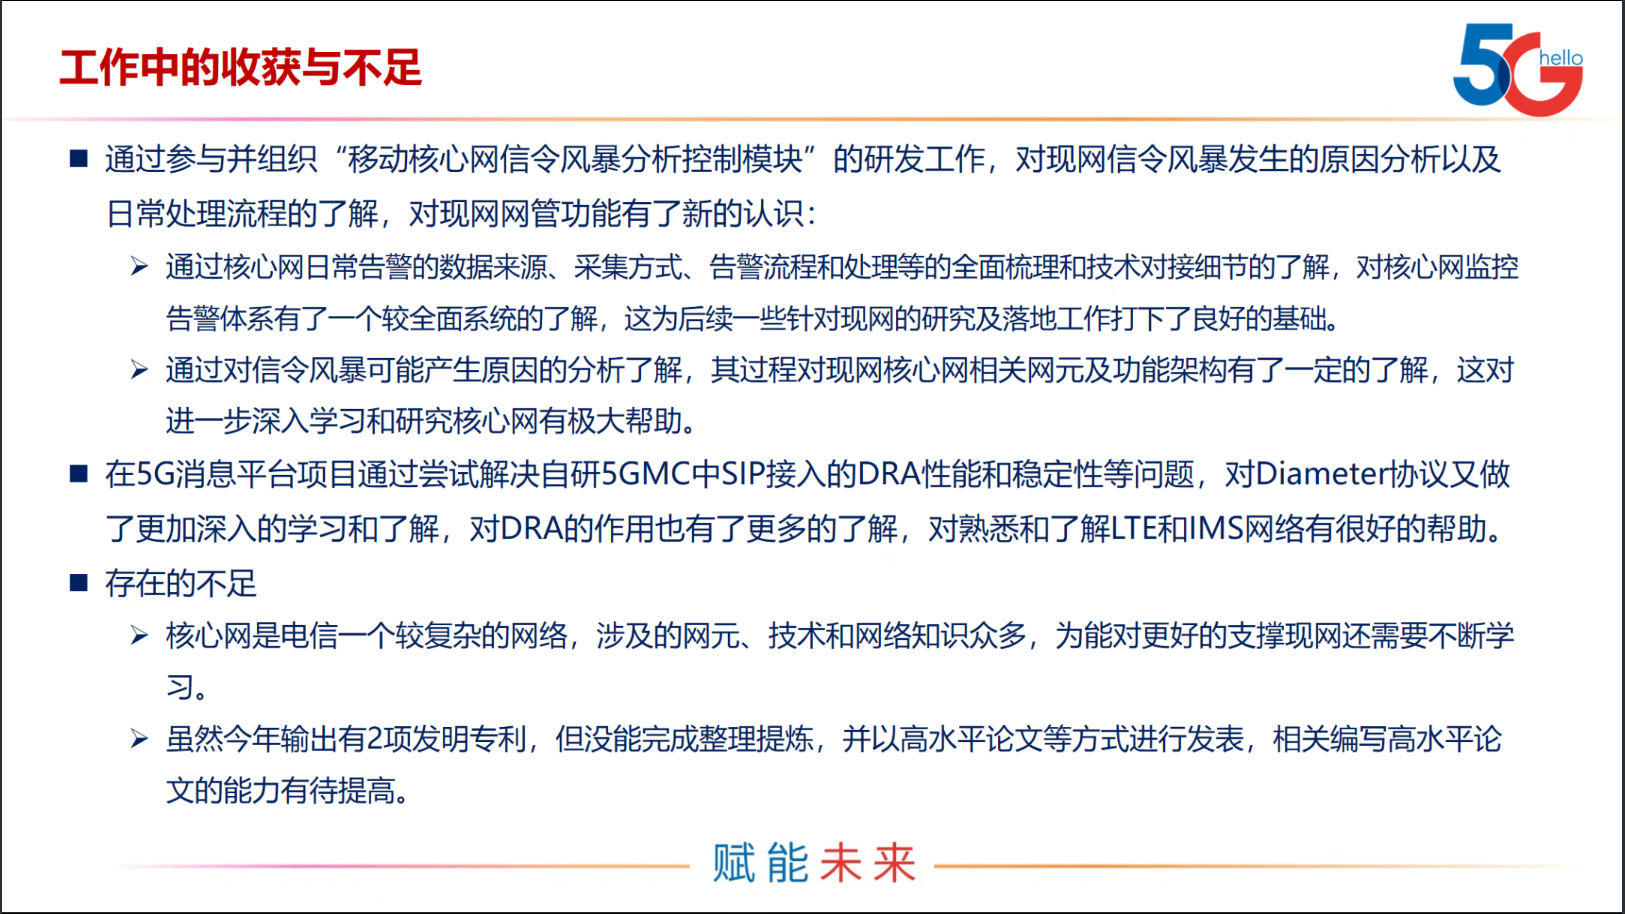 工作中的收获与不足
5G hello
■ 通过参与并组织“移动核心网信令风暴分析控制模块”的研发工作，对现网信令风暴发生的原因分析以及
日常处理流程的了解，对现网网管功能有了新的认识：
➢ 通过核心网日常告警的数据来源、采集方式、告警流程和处理等的全面梳理和技术对接细节的了解，对核心网监控
告警体系有了一个较全面系统的了解，这为后续一些针对现网的研究及落地工作打下了良好的基础。
➢ 通过对信令风暴可能产生原因的分析了解，其过程对现网核心网相关网元及功能架构有了一定的了解，这对
进一步深入学习和研究核心网有极大帮助。
■ 在5G消息平台项目通过尝试解决自研5GMC中SIP接入的DRA性能和稳定性等问题，对Diameter协议又做
了更加深入的学习和了解，对DRA的作用也有了更多的了解，对熟悉和了解LTE和IMS网络有很好的帮助。
■ 存在的不足
➢ 核心网是电信一个较复杂的网络，涉及的网元、技术和网络知识众多，为能对更好的支撑现网还需要不断学
习。
➢ 虽然今年输出有2项发明专利，但没能完成整理提炼，并以高水平论文等方式进行发表，相关编写高水平论
文的能力有待提高。
赋能未来